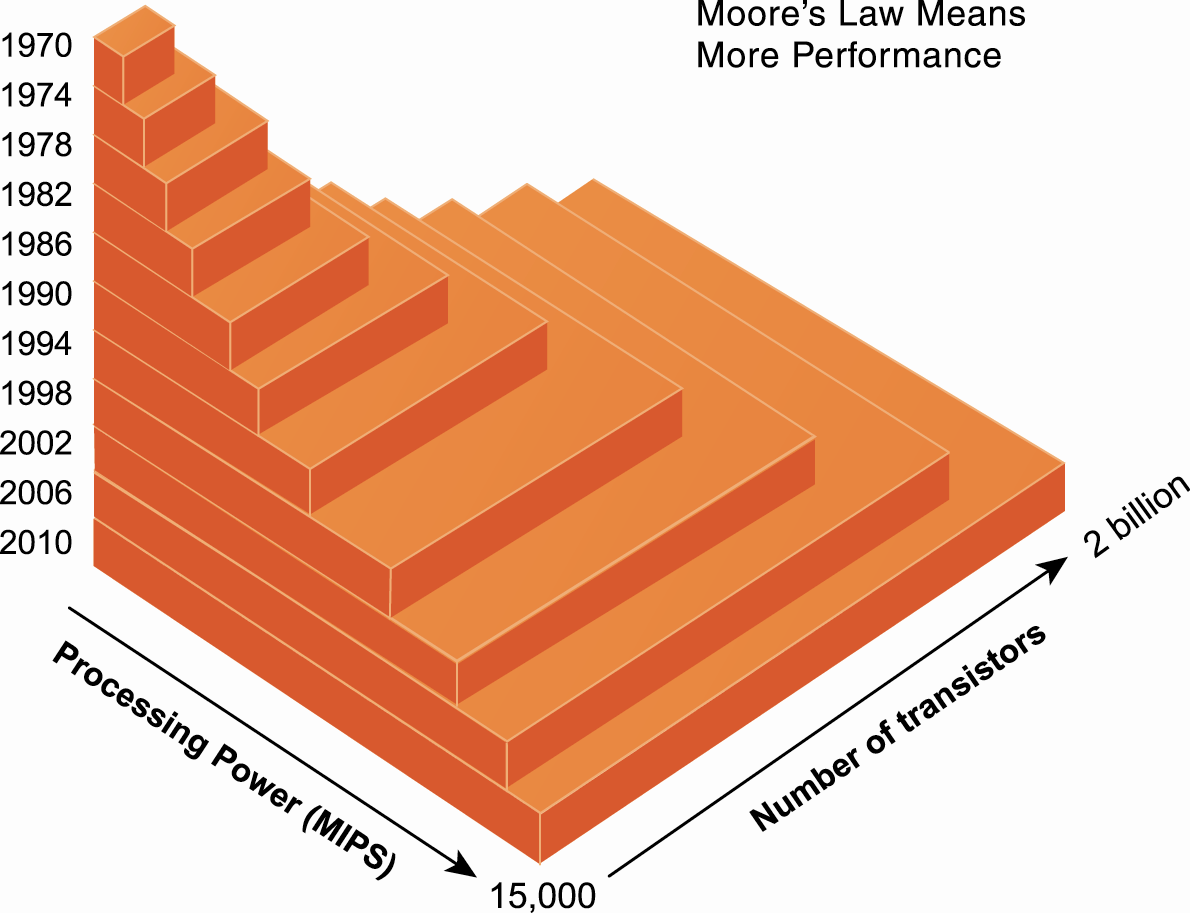 Moore’s Law Means
More Performance
1970
1974
1978
1982
1986
1990
1994
1998
2002
2006
2010
Processing Power (MIPS)
15,000
Number of transistors
2 billion